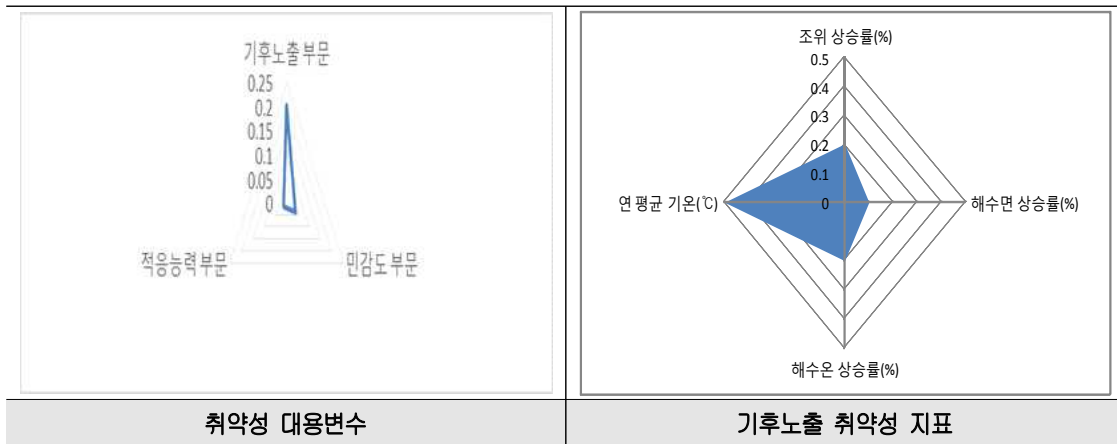 기후노출 부문
0.25
0.2
0.15
0.1
0.05
0
적응능력 부문
민감도 부문
취약성 대용변수
조위 상승률(%)
0.5
0.4
0.3
0.2
0.1
0
연 평균 기온(℃)
해수면 상승률(%)
해수온 상승률(%)
기후노출 취약성 지표